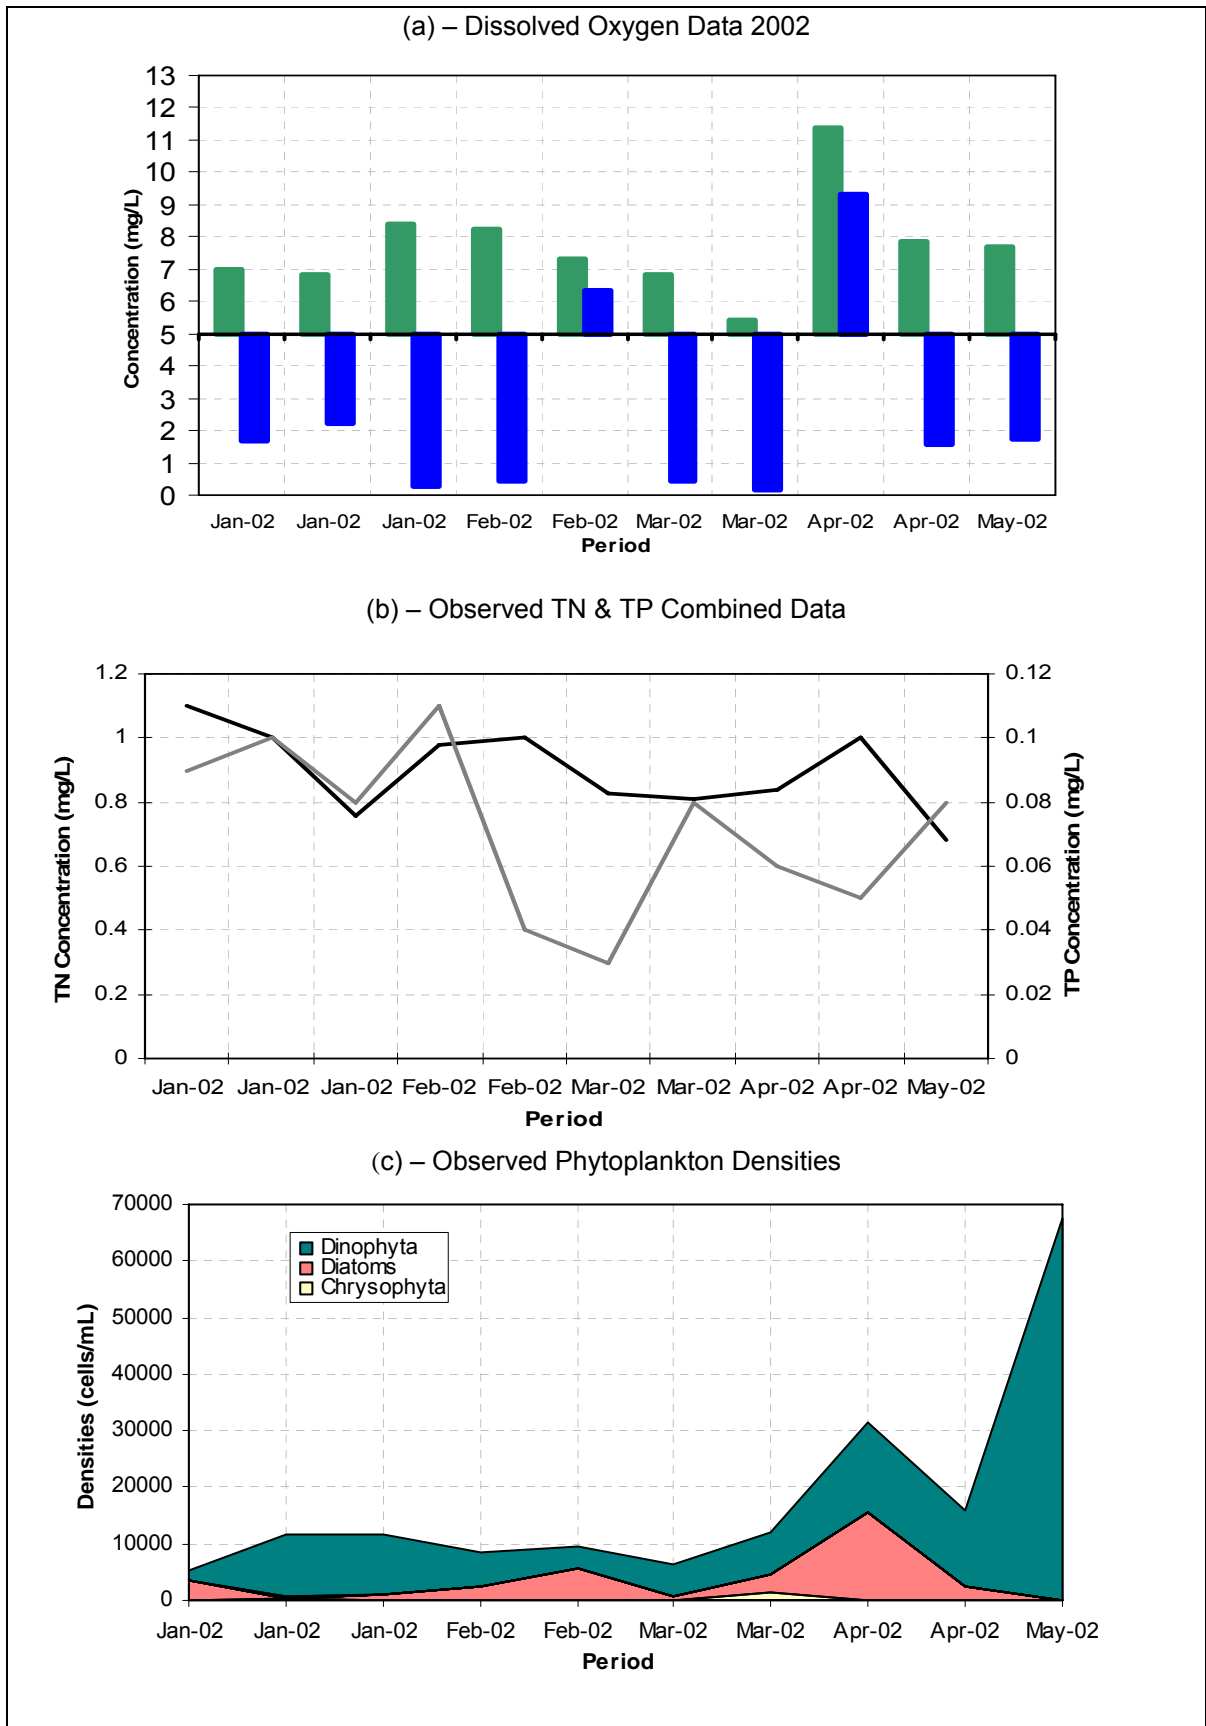 (a) – Dissolved Oxygen Data 2002
13
12
11
10
9
8
7
6
5
4
3
2
1
0
Concentration (mg/L)
Jan-02 Jan-02 Jan-02 Feb-02 Feb-02 Mar-02 Mar-02 Apr-02 Apr-02 May-02
Period
(b) – Observed TN & TP Combined Data
1.2 0.12
1 0.1
0.8 0.08
0.6 0.06
0.4 0.04
0.2 0.02
0 0
TN Concentration (mg/L)
TP Concentration (mg/L)
Jan-02 Jan-02 Jan-02 Feb-02 Feb-02 Mar-02 Mar-02 Apr-02 Apr-02 May-02
Period
(c) – Observed Phytoplankton Densities
70000
60000
50000
40000
30000
20000
10000
0
Densities (cells/mL)
Dinophyta
Diatoms
Chrysophyta
Jan-02 Jan-02 Jan-02 Feb-02 Feb-02 Mar-02 Mar-02 Apr-02 Apr-02 May-02
Period